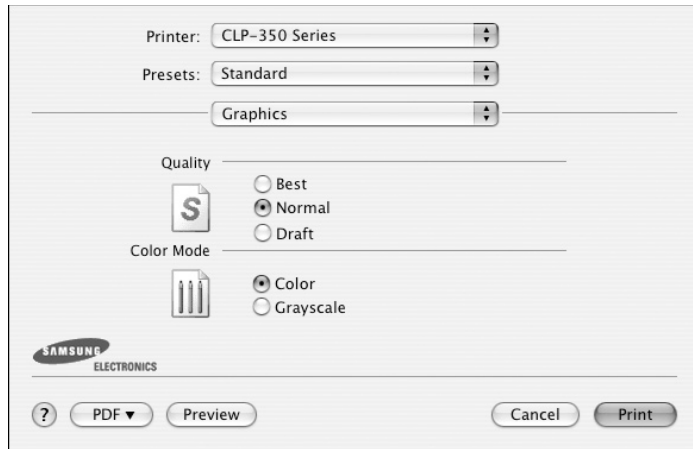 Printer: CLP-350 Series
Presets: Standard
Graphics
Quality
Best
S
Normal
Draft
Color Mode
Color
Grayscale
SAMSUNG
ELECTRONICS
? PDF▼ Preview Cancel Print